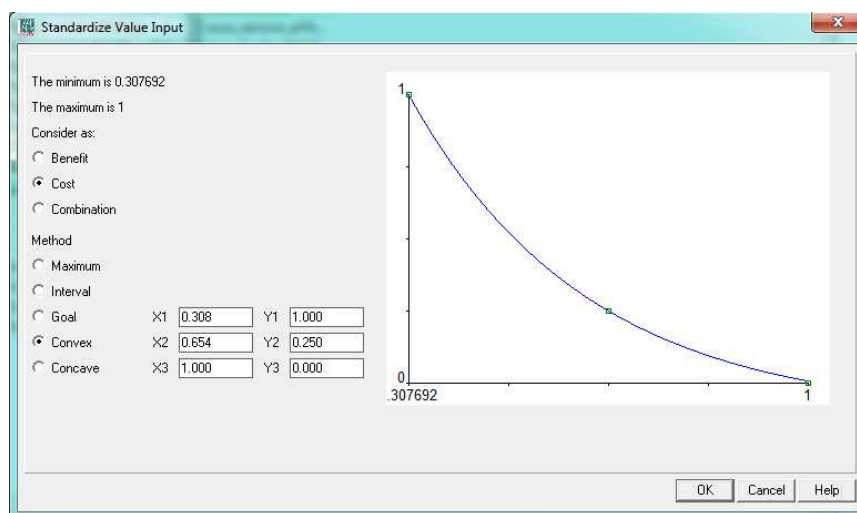 Standardize Value Input
The minimum is 0.307692
The maximum is 1
Consider as:
Benefit
Cost
Combination
Method
Maximum
Interval
Goal X1 0.308 Y1 1.000
Convex X2 0.654 Y2 0.250
Concave X3 1.000 Y3 0.000
1
0
.307692 1
OK Cancel Help